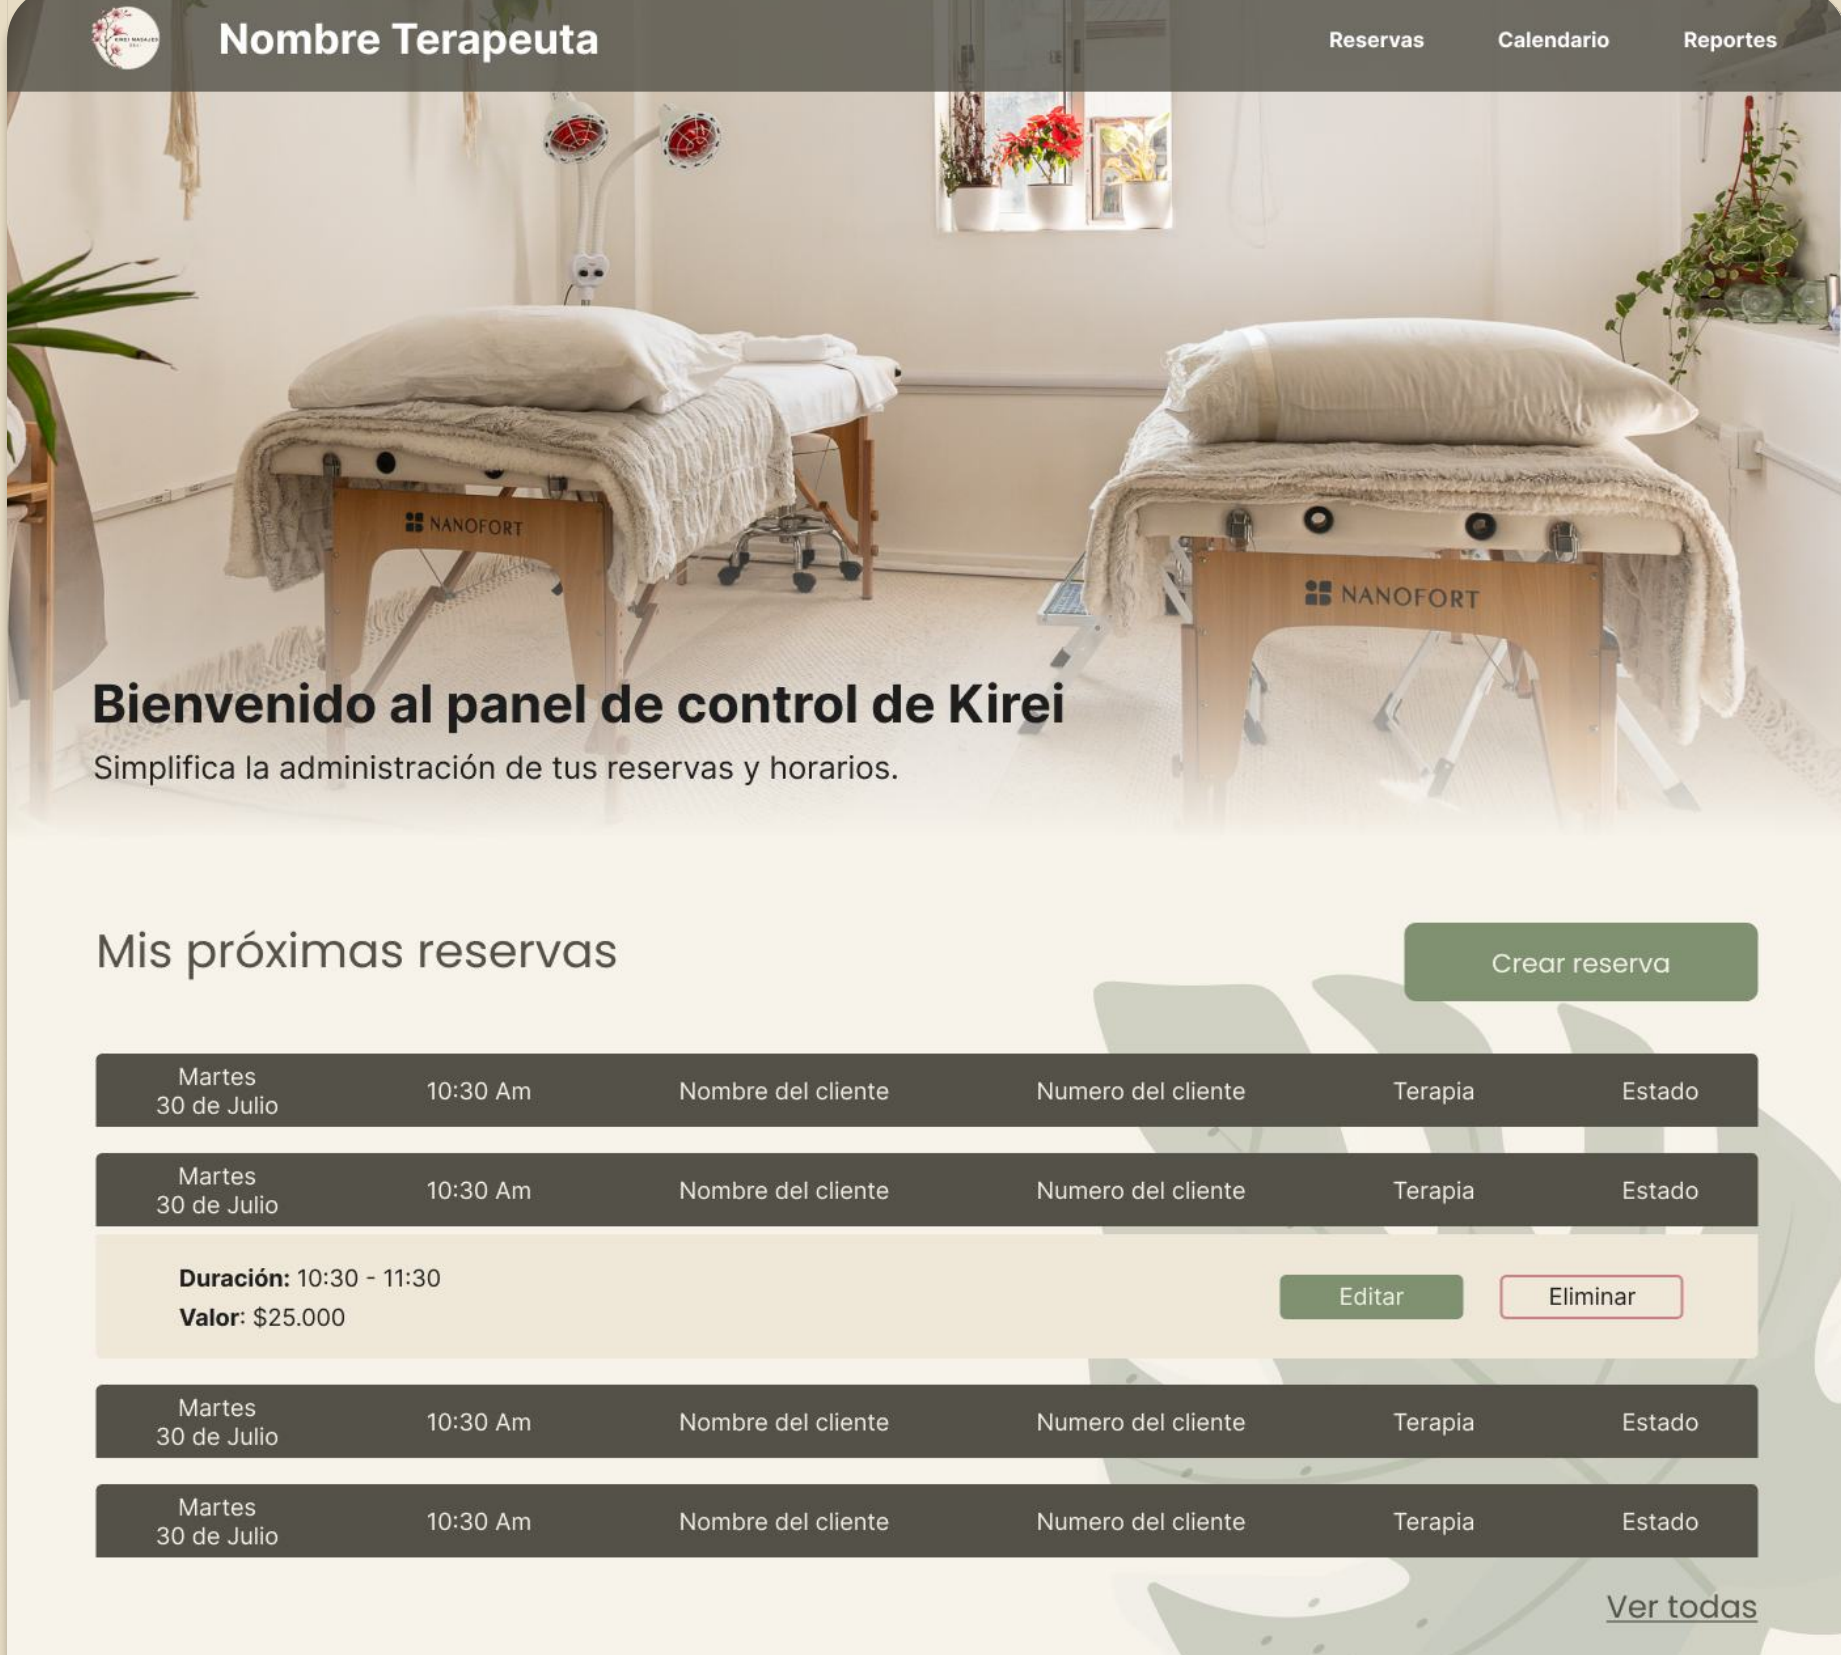 KIREI MASAJES
Nombre Terapeuta
Reservas
Calendario
Reportes
NANOFORT
NANOFORT
Bienvenido al panel de control de Kirei
Simplifica la administración de tus reservas y horarios.
Mis próximas reservas
Crear reserva
Martes
30 de Julio
10:30 Am
Nombre del cliente
Numero del cliente
Terapia
Estado
Martes
30 de Julio
10:30 Am
Nombre del cliente
Numero del cliente
Terapia
Estado
Duración: 10:30 - 11:30
Valor: $25.000
Editar
Eliminar
Martes
30 de Julio
10:30 Am
Nombre del cliente
Numero del cliente
Terapia
Estado
Martes
30 de Julio
10:30 Am
Nombre del cliente
Numero del cliente
Terapia
Estado
Ver todas